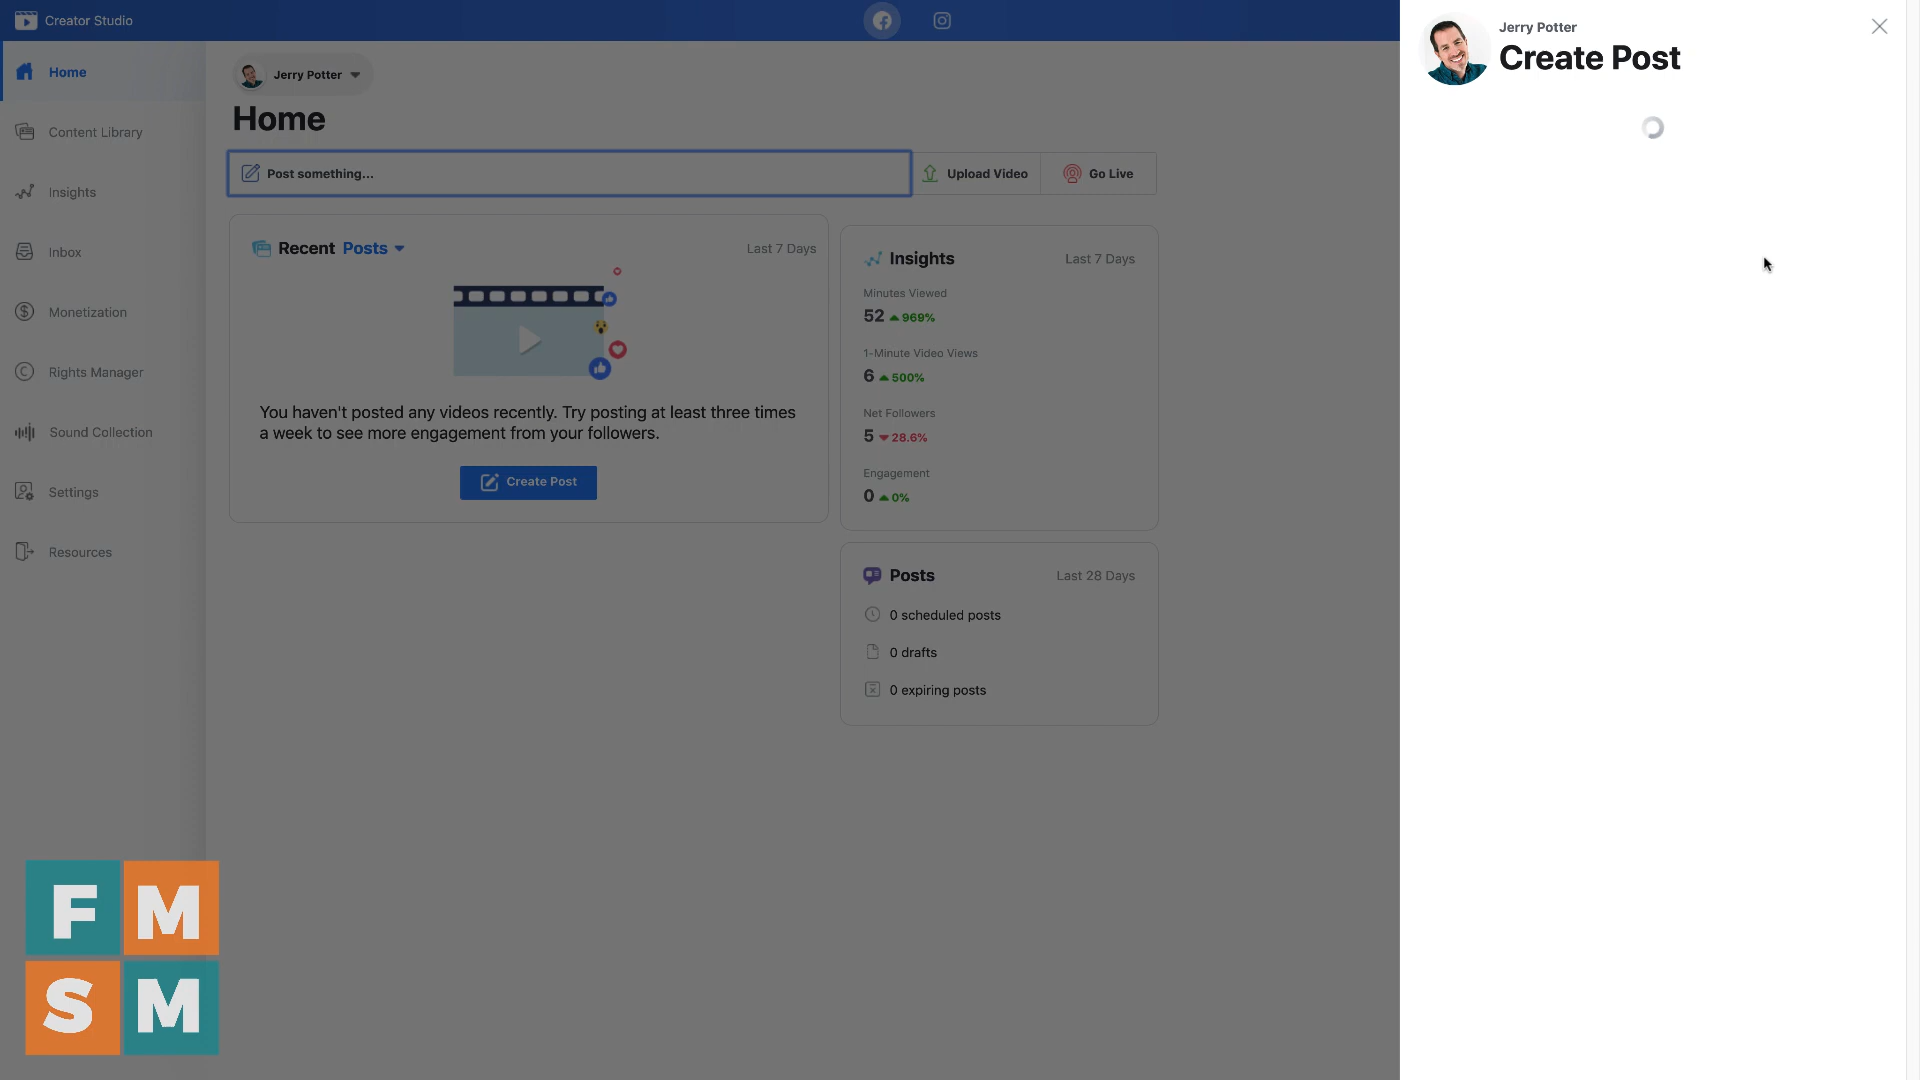 Creator Studio
Home
Content Library
Insights
Inbox
Monetization
Rights Manager
Sound Collection
Settings
Resources
Jerry Potter
Home
Post something...
Upload Video
Go Live
Recent Posts
Last 7 Days
You haven't posted any videos recently. Try posting at least three times
a week to see more engagement from your followers.
Create Post
Insights
Last 7 Days
Minutes Viewed
52 969%
1-Minute Video Views
6 500%
Net Followers
5 28.6%
Engagement
0 0%
Posts
Last 28 Days
0 scheduled posts
0 drafts
0 expiring posts
Jerry Potter
Create Post
F M
S M